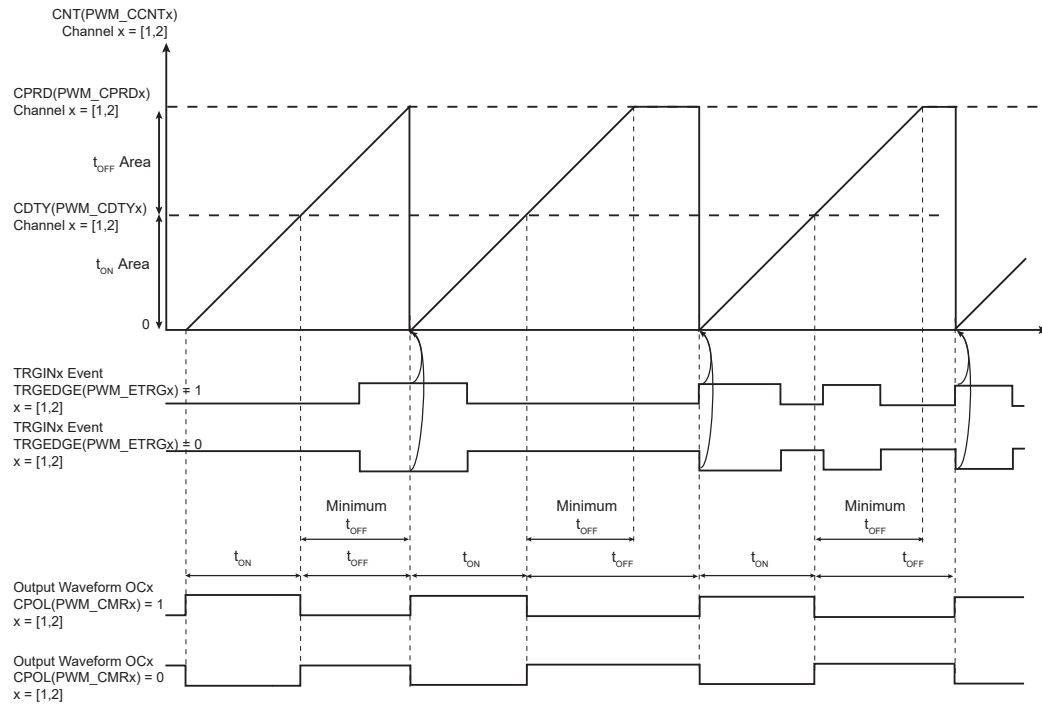 CNT(PWM_CCNTx)
Channel x = [1,2]
CPRD(PWM_CPRDx)
Channel x = [1,2]
tOFF Area
CDTY(PWM_CDTYx)
Channel x = [1,2]
tON Area
0
TRGINx Event
TRGEDGE(PWM_ETRGx) = 1
x = [1,2]
TRGINx Event
TRGEDGE(PWM_ETRGx) = 0
x = [1,2]
Minimum Minimum Minimum
tOFF tOFF tOFF
tON tOFF tON tOFF tON tOFF
Output Waveform OCx
CPOL(PWM_CMRx) = 1
x = [1,2]
Output Waveform OCx
CPOL(PWM_CMRx) = 0
x = [1,2]